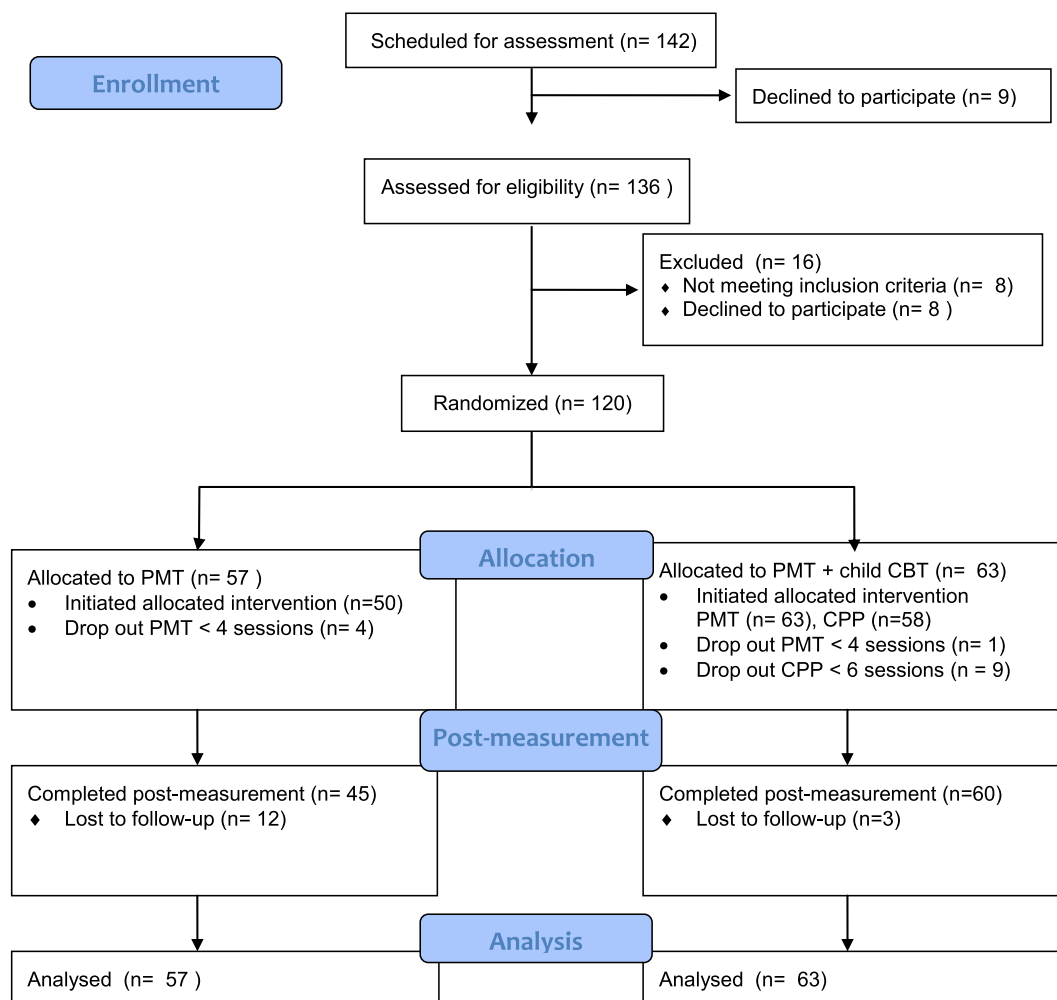 Scheduled for assessment (n= 142)
Enrollment
Declined to participate (n= 9)
Assessed for eligibility (n= 136 )
Excluded (n= 16)
♦ Not meeting inclusion criteria (n= 8)
♦ Declined to participate (n= 8 )
Randomized (n= 120)
Allocation
Allocated to PMT (n= 57 )
• Initiated allocated intervention (n=50)
• Drop out PMT < 4 sessions (n= 4)
Allocated to PMT + child CBT (n= 63)
• Initiated allocated intervention
PMT (n= 63), CPP (n=58)
• Drop out PMT < 4 sessions (n= 1)
• Drop out CPP < 6 sessions (n = 9)
Post-measurement
Completed post-measurement (n= 45)
♦ Lost to follow-up (n= 12)
Completed post-measurement (n=60)
♦ Lost to follow-up (n=3)
Analysis
Analysed (n= 57 )
Analysed (n= 63)